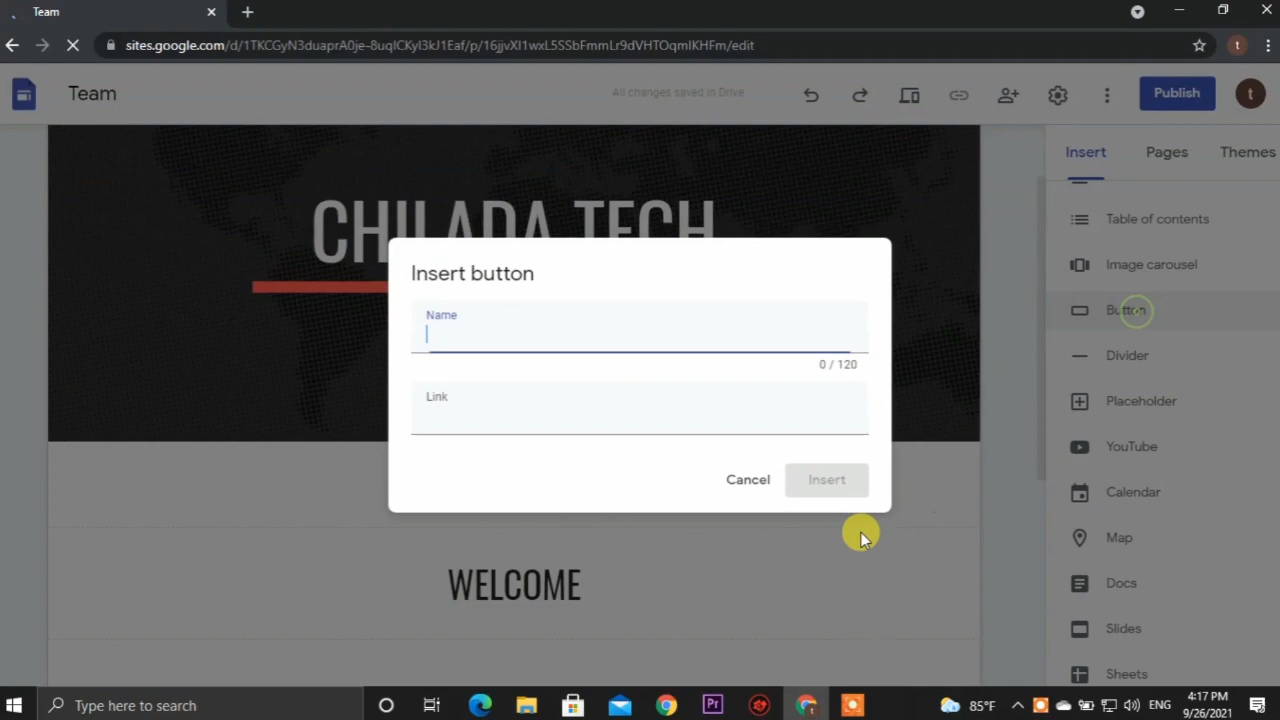 Team
sites.google.com/d/1TKCGyN3duaprA0je-8uqICKyI3kJ1Eaf/p/16jjvXI1wxL5SSbFmmLr9dVHTOqmIKHFm/edit
t
Team
All changes saved in Drive
Publish
t
Insert
Pages
Themes
CHILADA TECH
Table of contents
Image carousel
Button
Divider
Placeholder
YouTube
Calendar
Map
Docs
Slides
Sheets
Insert button
Name
0 / 120
Link
Cancel
Insert
WELCOME
Type here to search
Pr
t
85°F
ENG
4:17 PM
9/26/2021